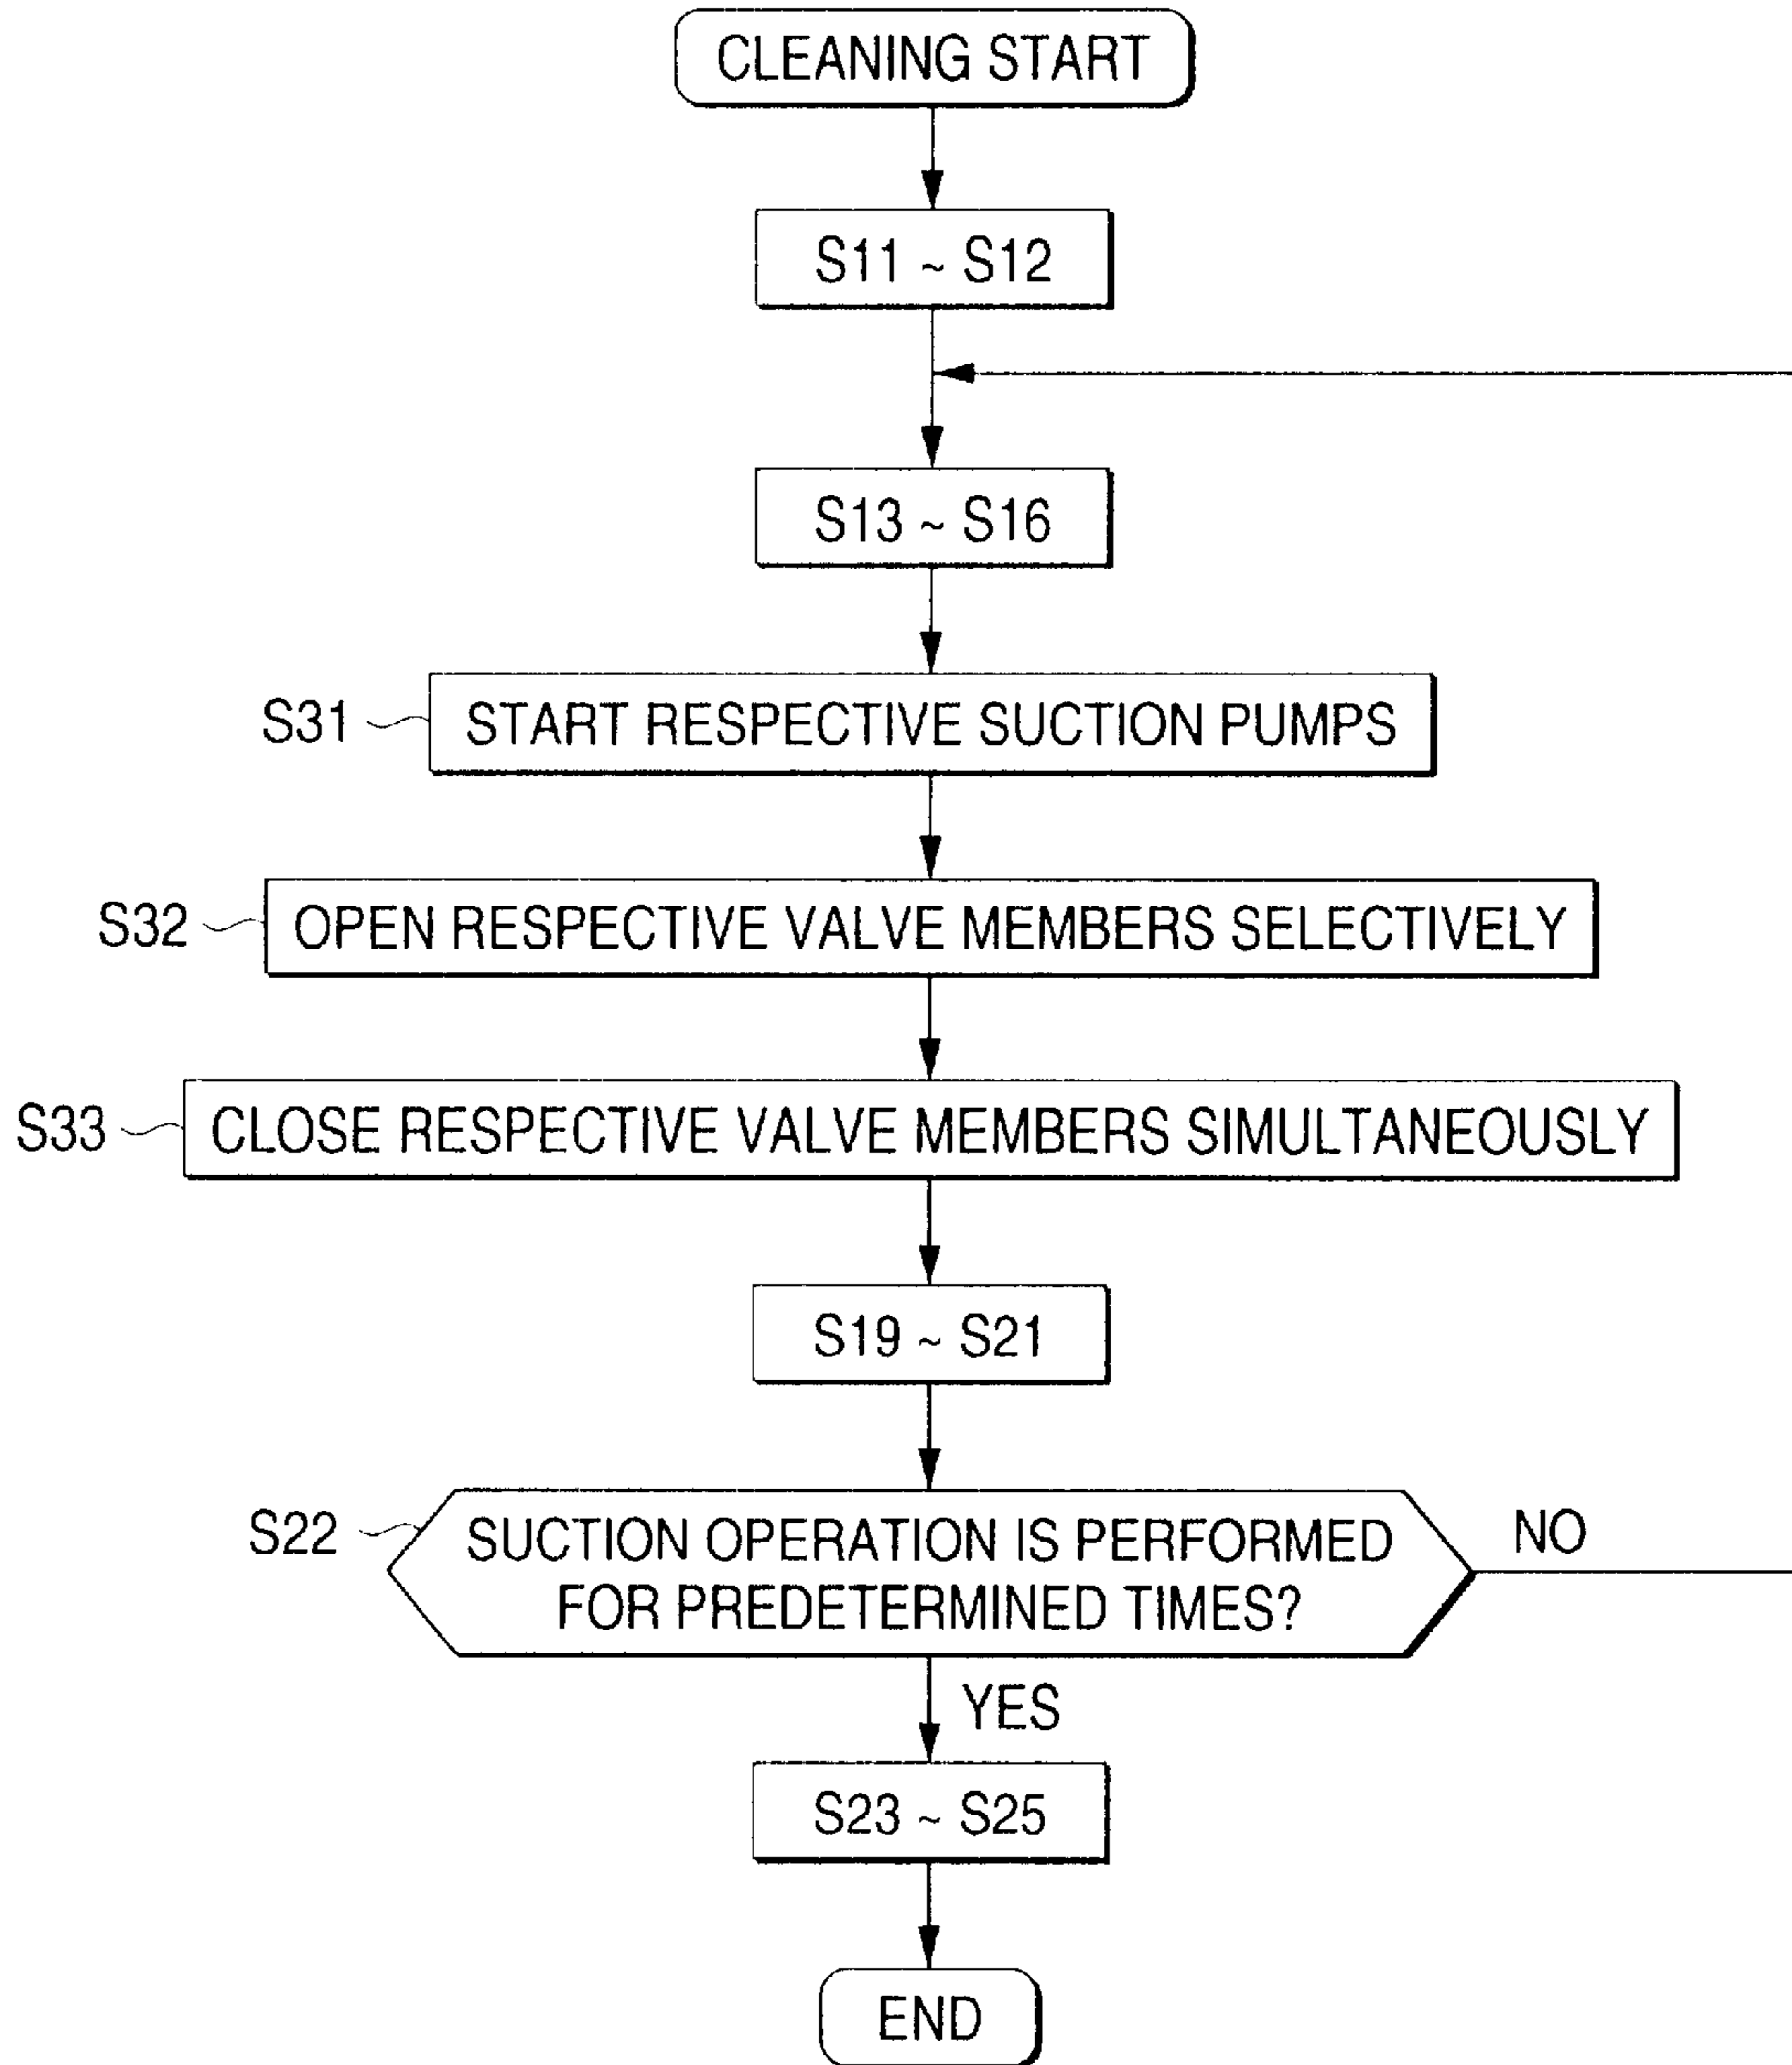 CLEANING START
S11 ~ S12
S13 ~ S16
S31
START RESPECTIVE SUCTION PUMPS
S32
OPEN RESPECTIVE VALVE MEMBERS SELECTIVELY
S33
CLOSE RESPECTIVE VALVE MEMBERS SIMULTANEOUSLY
S19 ~ S21
S22
SUCTION OPERATION IS PERFORMED
FOR PREDETERMINED TIMES?
NO
YES
S23 ~ S25
END